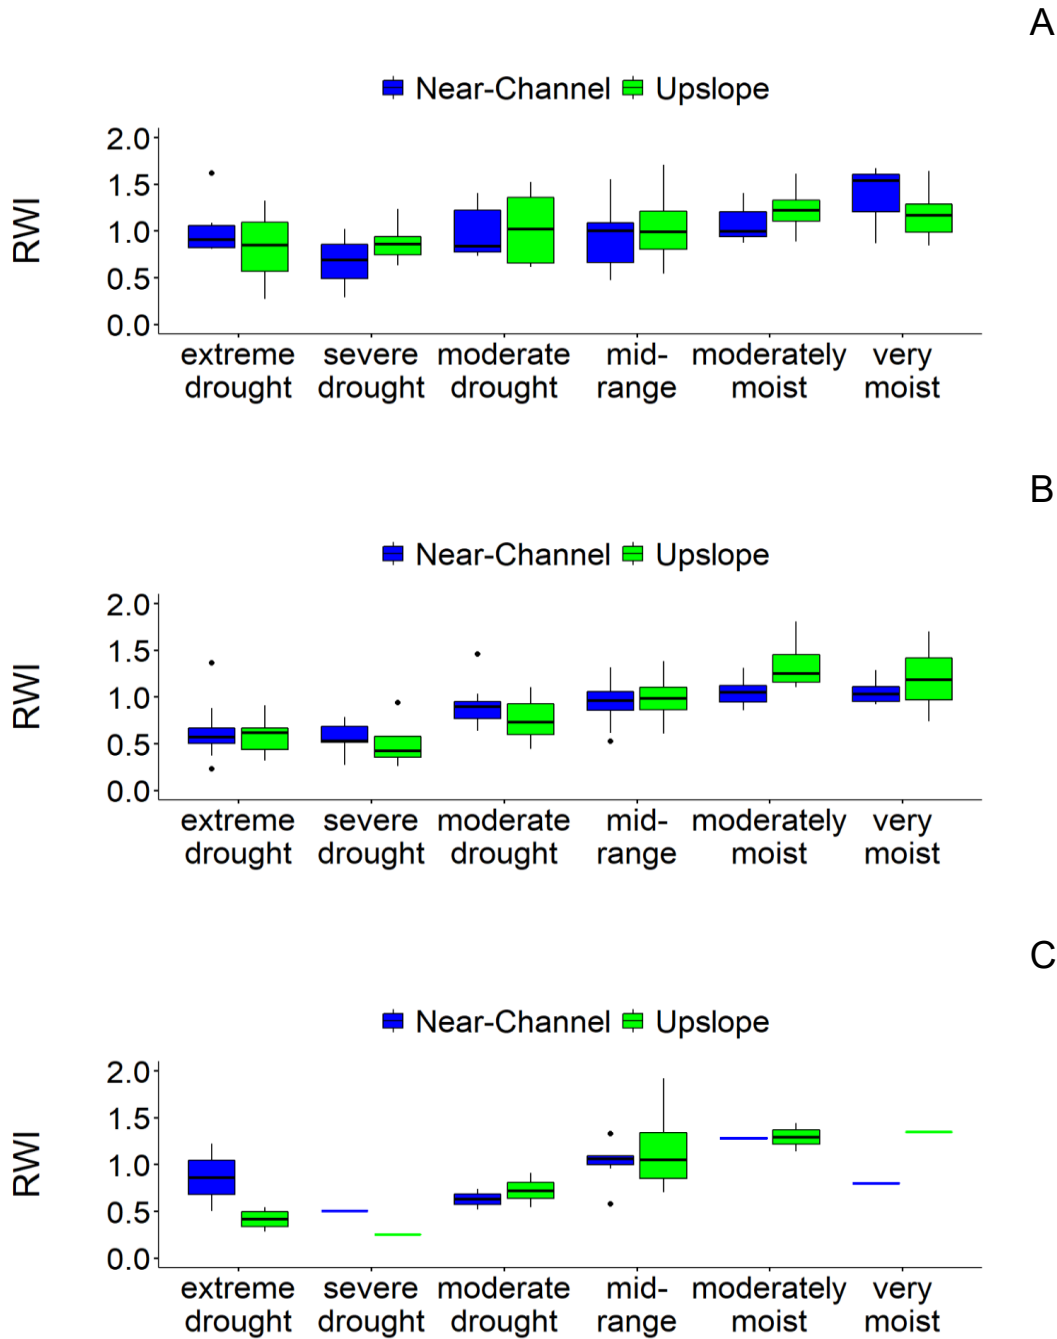 A
Near-Channel Upslope
RWI
2.0
1.5
1.0
0.5
0.0
extreme drought
severe drought
moderate drought
mid-range
moderately moist
very moist
B
Near-Channel Upslope
RWI
2.0
1.5
1.0
0.5
0.0
extreme drought
severe drought
moderate drought
mid-range
moderately moist
very moist
C
Near-Channel Upslope
RWI
2.0
1.5
1.0
0.5
0.0
extreme drought
severe drought
moderate drought
mid-range
moderately moist
very moist